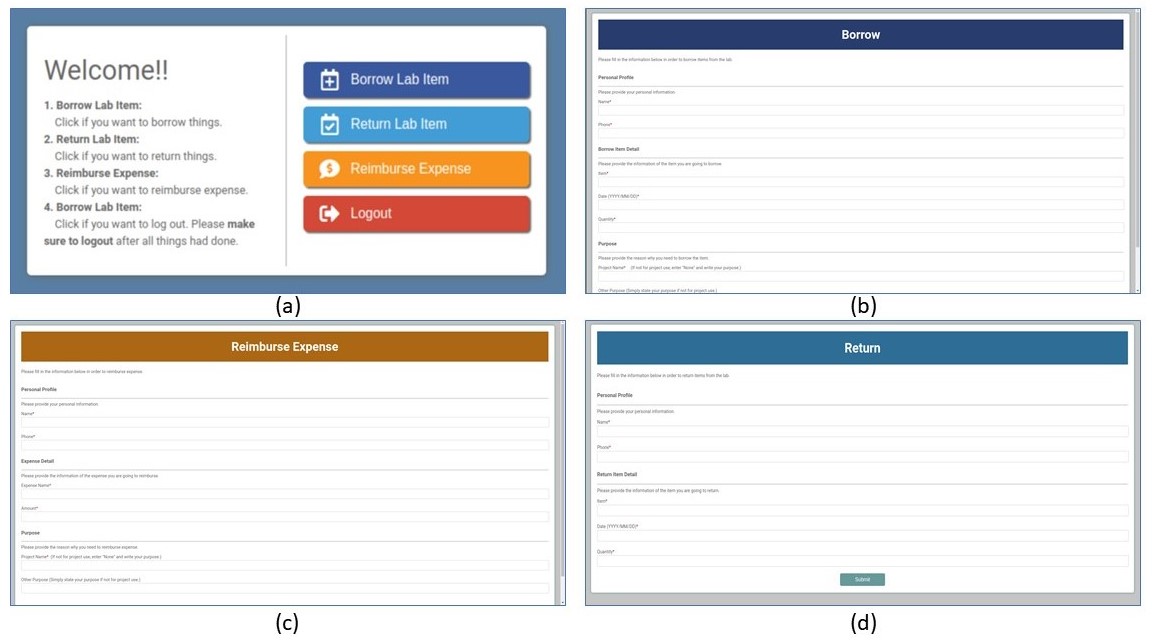 Welcome!!
1. Borrow Lab Item:
Click if you want to borrow things.
2. Return Lab Item:
Click if you want to return things.
3. Reimburse Expense:
Click if you want to reimburse expense.
4. Borrow Lab Item:
Click if you want to log out. Please make
sure to logout after all things had done.
Borrow Lab Item
Return Lab Item
Reimburse Expense
Logout
(a)
Borrow
Please fill in the information below in order to borrow items from the lab.
Personal Profile
Please provide your personal information.
Name*
Phone*
Borrow Item Detail
Please provide the information of the item you are going to borrow.
Item*
Date (YYYY/MM/DD)*
Quantity*
Purpose
Please provide the reason why you need to borrow the item.
Project Name* (If not for project use, enter "None" and write your purpose.)
Other Purpose (Simply state your purpose if not for project use.)
(b)
Reimburse Expense
Please fill in the information below in order to reimburse expense.
Personal Profile
Please provide your personal information.
Name*
Phone*
Expense Detail
Please provide the information of the expense you are going to reimburse.
Expense Name*
Amount*
Purpose
Please provide the reason why you need to reimburse expense.
Project Name* (If not for project use, enter "None" and write your purpose.)
Other Purpose (Simply state your purpose if not for project use.)
(c)
Return
Please fill in the information below in order to return items from the lab.
Personal Profile
Please provide your personal information.
Name*
Phone*
Return Item Detail
Please provide the information of the item you are going to return.
Item*
Date (YYYY/MM/DD)*
Quantity*
Submit
(d)